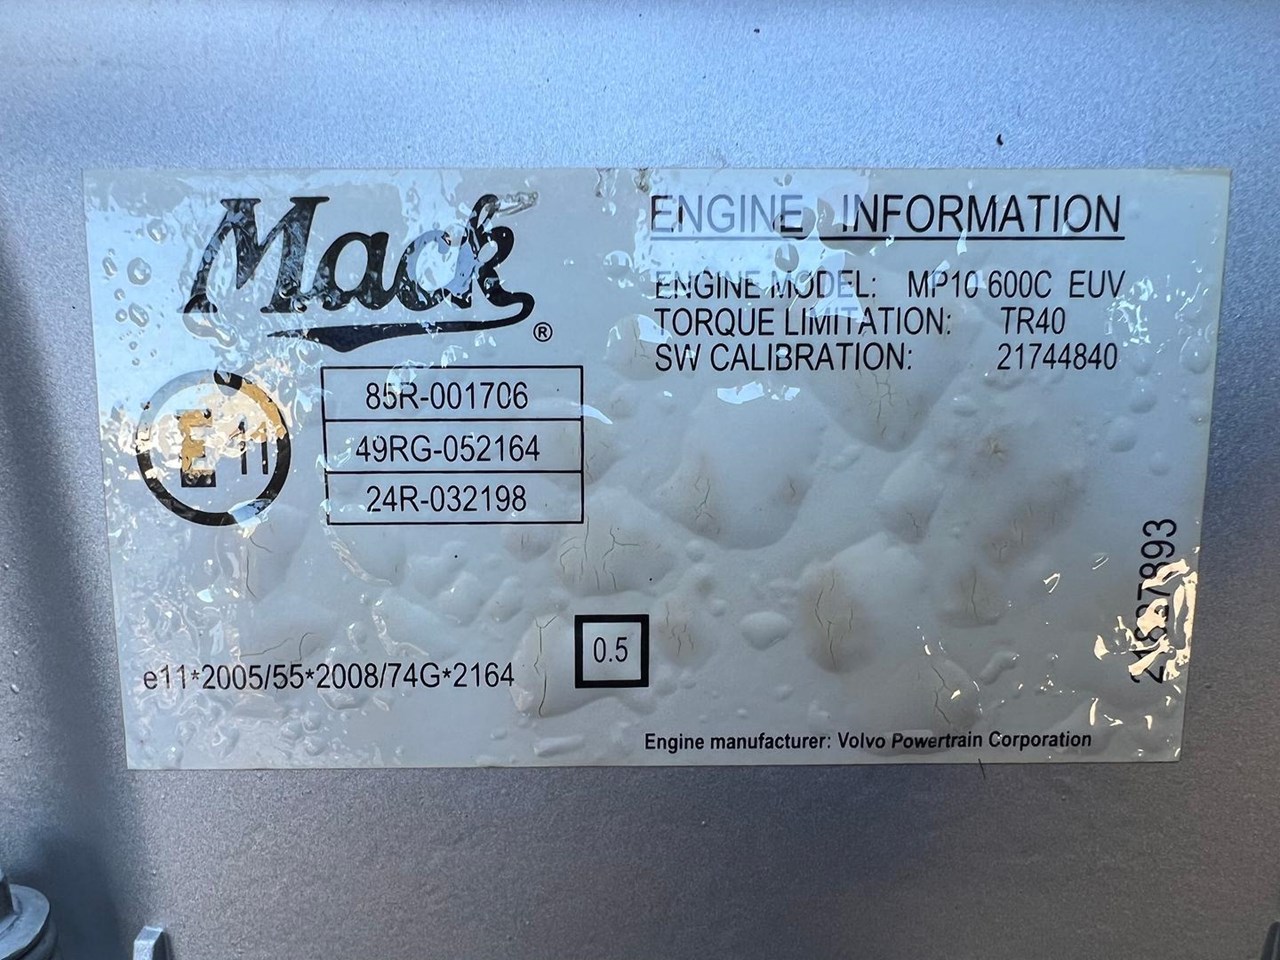 Mack®
ENGINE INFORMATION
ENGINE MODEL: MP10 600C EUV
TORQUE LIMITATION: TR40
SW CALIBRATION: 21744840
E11
85R-001706
49RG-052164
24R-032198
0.5
e11*2005/55*2008/74G*2164
Engine manufacturer: Volvo Powertrain Corporation